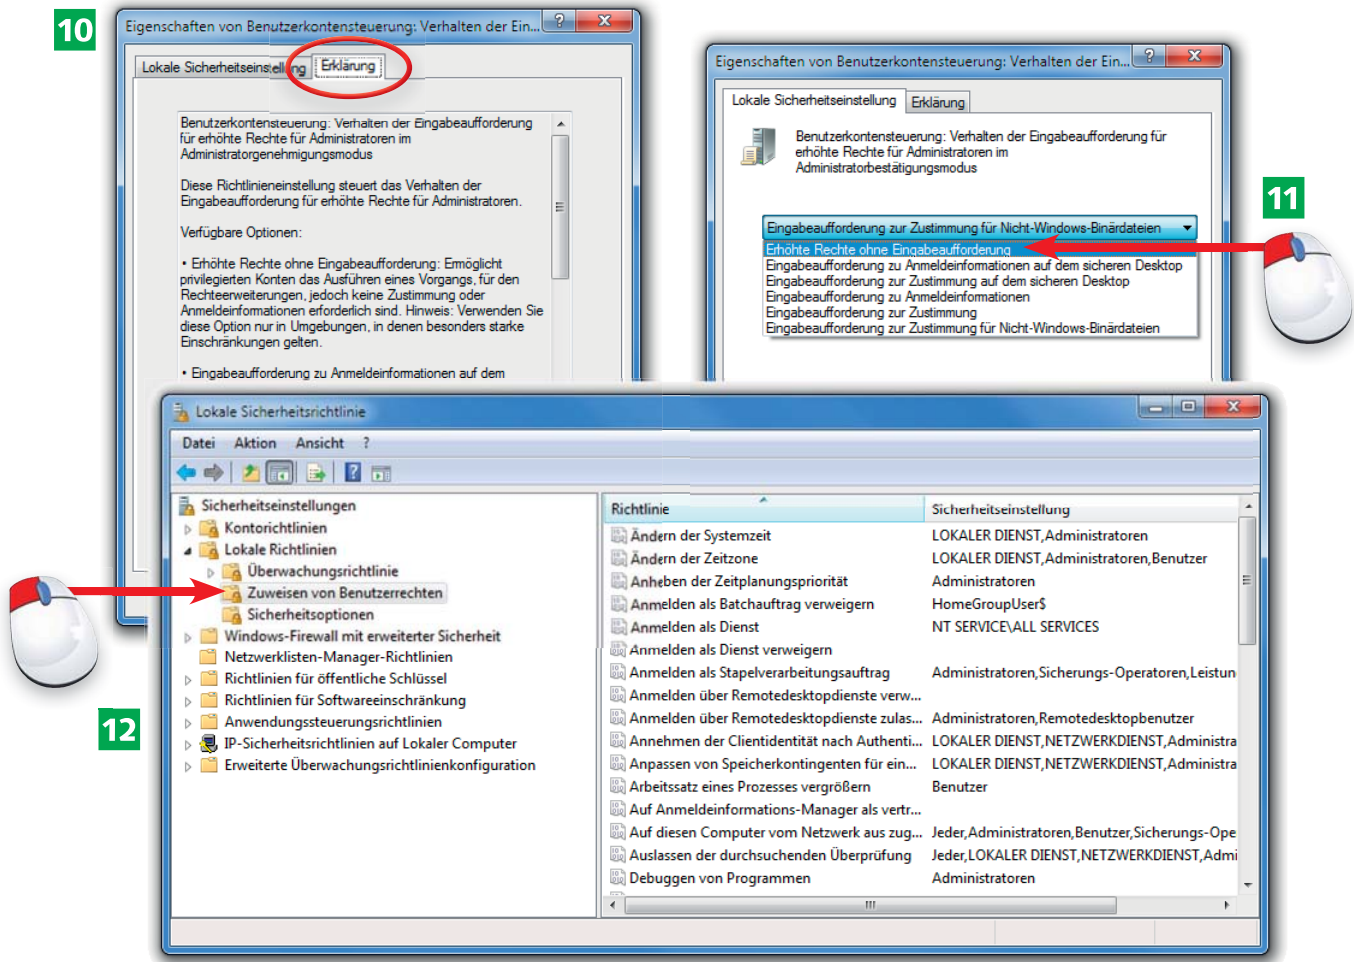 10
Eigenschaften von Benutzerkontensteuerung: Verhalten der Ein...
Lokale Sicherheitseinstellung
Erklärung
Benutzerkontensteuerung: Verhalten der Eingabeaufforderung
für erhöhte Rechte für Administratoren im
Administratorgenehmigungsmodus
Diese Richtlinieneinstellung steuert das Verhalten der
Eingabeaufforderung für erhöhte Rechte für Administratoren.
Verfügbare Optionen:
• Erhöhte Rechte ohne Eingabeaufforderung: Ermöglicht
privilegierten Konten das Ausführen eines Vorgangs, für den
Rechteerweiterungen, jedoch keine Zustimmung oder
Anmeldeinformationen erforderlich sind. Hinweis: Verwenden Sie
diese Option nur in Umgebungen, in denen besonders starke
Einschränkungen gelten.
• Eingabeaufforderung zu Anmeldeinformationen auf dem
Eigenschaften von Benutzerkontensteuerung: Verhalten der Ein...
Lokale Sicherheitseinstellung
Erklärung
Benutzerkontensteuerung: Verhalten der Eingabeaufforderung für
erhöhte Rechte für Administratoren im
Administratorbestätigungsmodus
11
Eingabeaufforderung zur Zustimmung für Nicht-Windows-Binärdateien
Erhöhte Rechte ohne Eingabeaufforderung
Eingabeaufforderung zu Anmeldeinformationen auf dem sicheren Desktop
Eingabeaufforderung zur Zustimmung auf dem sicheren Desktop
Eingabeaufforderung zu Anmeldeinformationen
Eingabeaufforderung zur Zustimmung
Eingabeaufforderung zur Zustimmung für Nicht-Windows-Binärdateien
Lokale Sicherheitsrichtlinie
Datei Aktion Ansicht ?
Sicherheitseinstellungen
Kontorichtlinien
Lokale Richtlinien
Überwachungsrichtlinie
Zuweisen von Benutzerrechten
Sicherheitsoptionen
Windows-Firewall mit erweiterter Sicherheit
Netzwerklisten-Manager-Richtlinien
Richtlinien für öffentliche Schlüssel
Richtlinien für Softwareeinschränkung
Anwendungssteuerungsrichtlinien
IP-Sicherheitsrichtlinien auf Lokaler Computer
Erweiterte Überwachungsrichtlinienkonfiguration
12
Richtlinie Sicherheitseinstellung
Ändern der Systemzeit LOKALER DIENST,Administratoren
Ändern der Zeitzone LOKALER DIENST,Administratoren,Benutzer
Anheben der Zeitplanungspriorität Administratoren
Anmelden als Batchauftrag verweigern HomeGroupUser$
Anmelden als Dienst NT SERVICE\ALL SERVICES
Anmelden als Dienst verweigern
Anmelden als Stapelverarbeitungsauftrag Administratoren,Sicherungs-Operatoren,Leistun
Anmelden über Remotedesktopdienste verw...
Anmelden über Remotedesktopdienste zulas... Administratoren,Remotedesktopbenutzer
Annehmen der Clientidentität nach Authenti... LOKALER DIENST,NETZWERKDIENST,Administra
Anpassen von Speicherkontingenten für ein... LOKALER DIENST,NETZWERKDIENST,Administra
Arbeitssatz eines Prozesses vergrößern Benutzer
Auf Anmeldeinformations-Manager als vertr...
Auf diesen Computer vom Netzwerk aus zug... Jeder,Administratoren,Benutzer,Sicherungs-Ope
Auslassen der durchsuchenden Überprüfung Jeder,LOKALER DIENST,NETZWERKDIENST,Admi
Debuggen von Programmen Administratoren